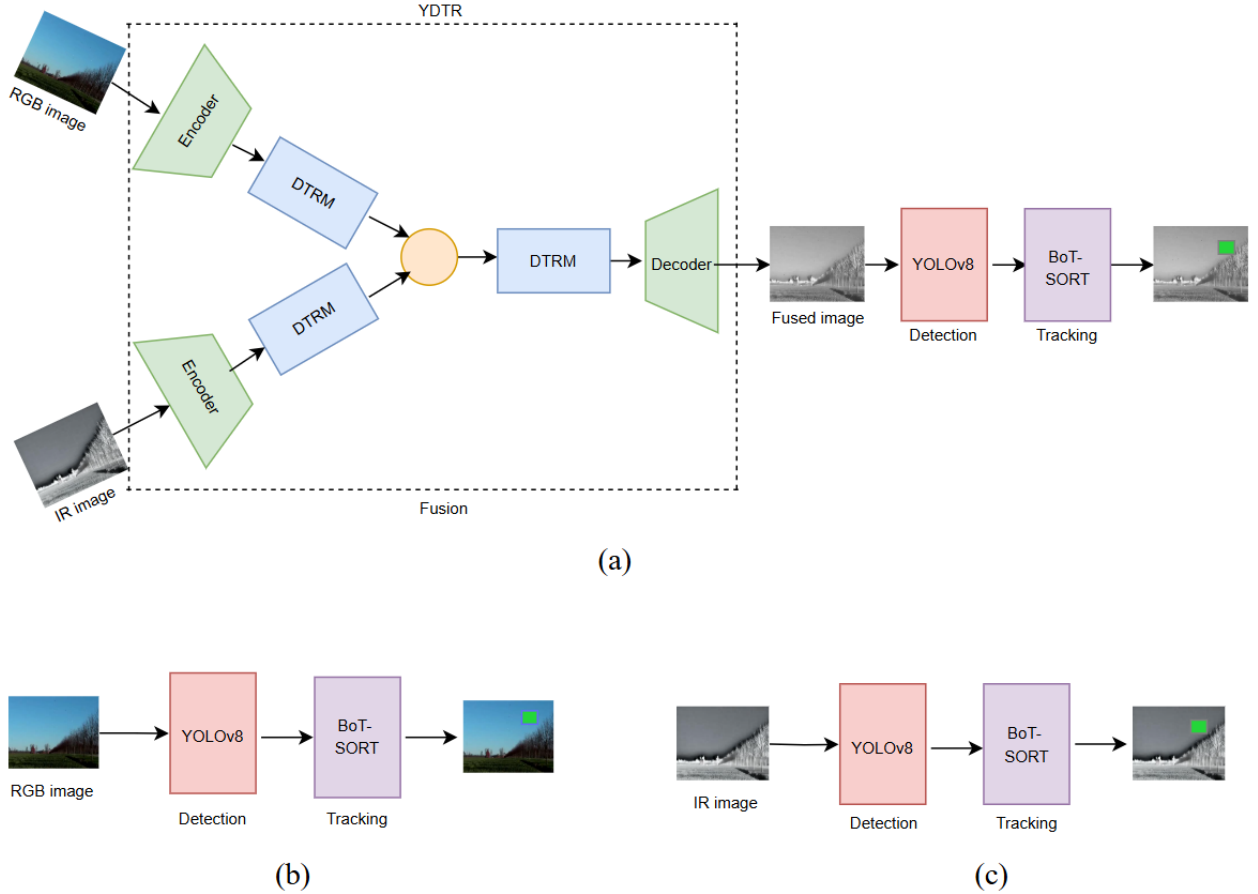 YDTR
RGB image
Encoder
DTRM
DTRM
Encoder
IR image
DTRM
Decoder
Fused image
YOLOv8
Detection
BoT-
SORT
Tracking
Fusion
(a)
RGB image
YOLOv8
Detection
BoT-
SORT
Tracking
(b)
IR image
YOLOv8
Detection
BoT-
SORT
Tracking
(c)